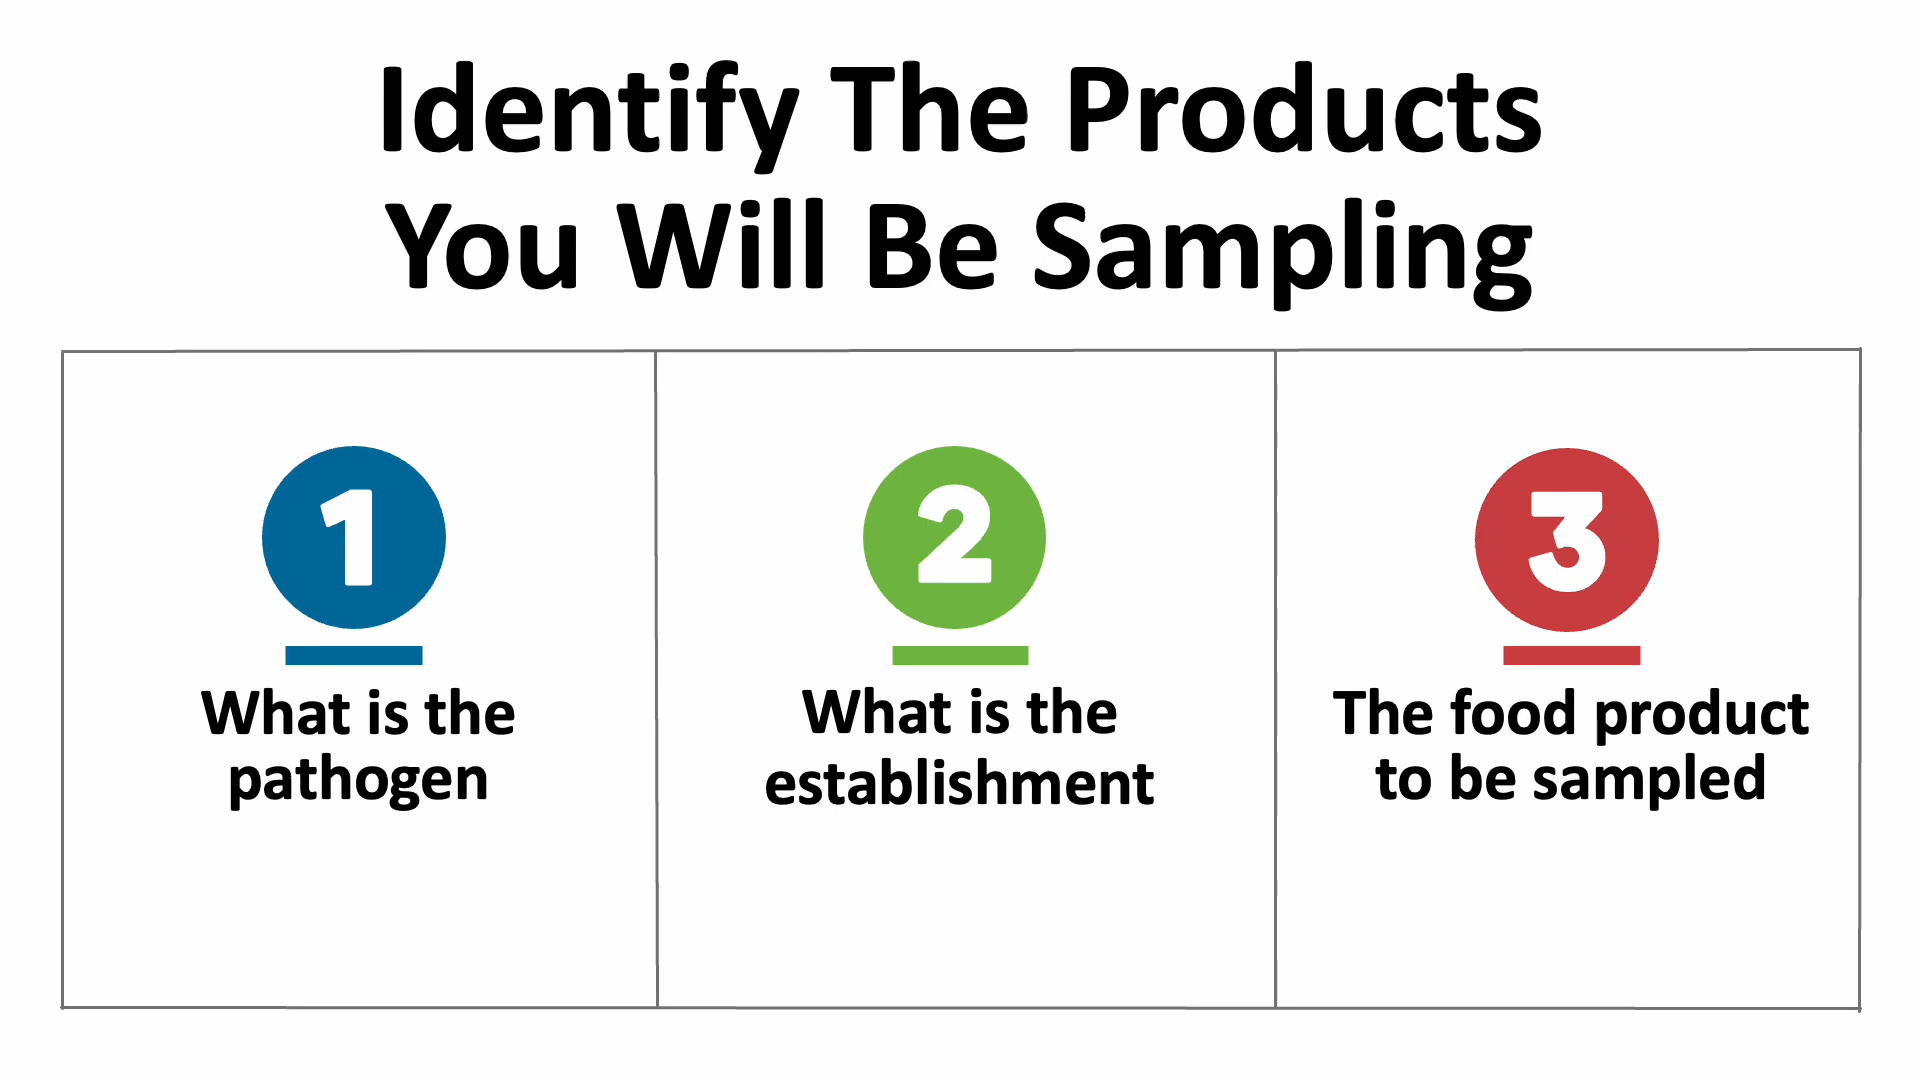 Identify The Products
You Will Be Sampling
1
What is the
pathogen
2
What is the
establishment
3
The food product
to be sampled